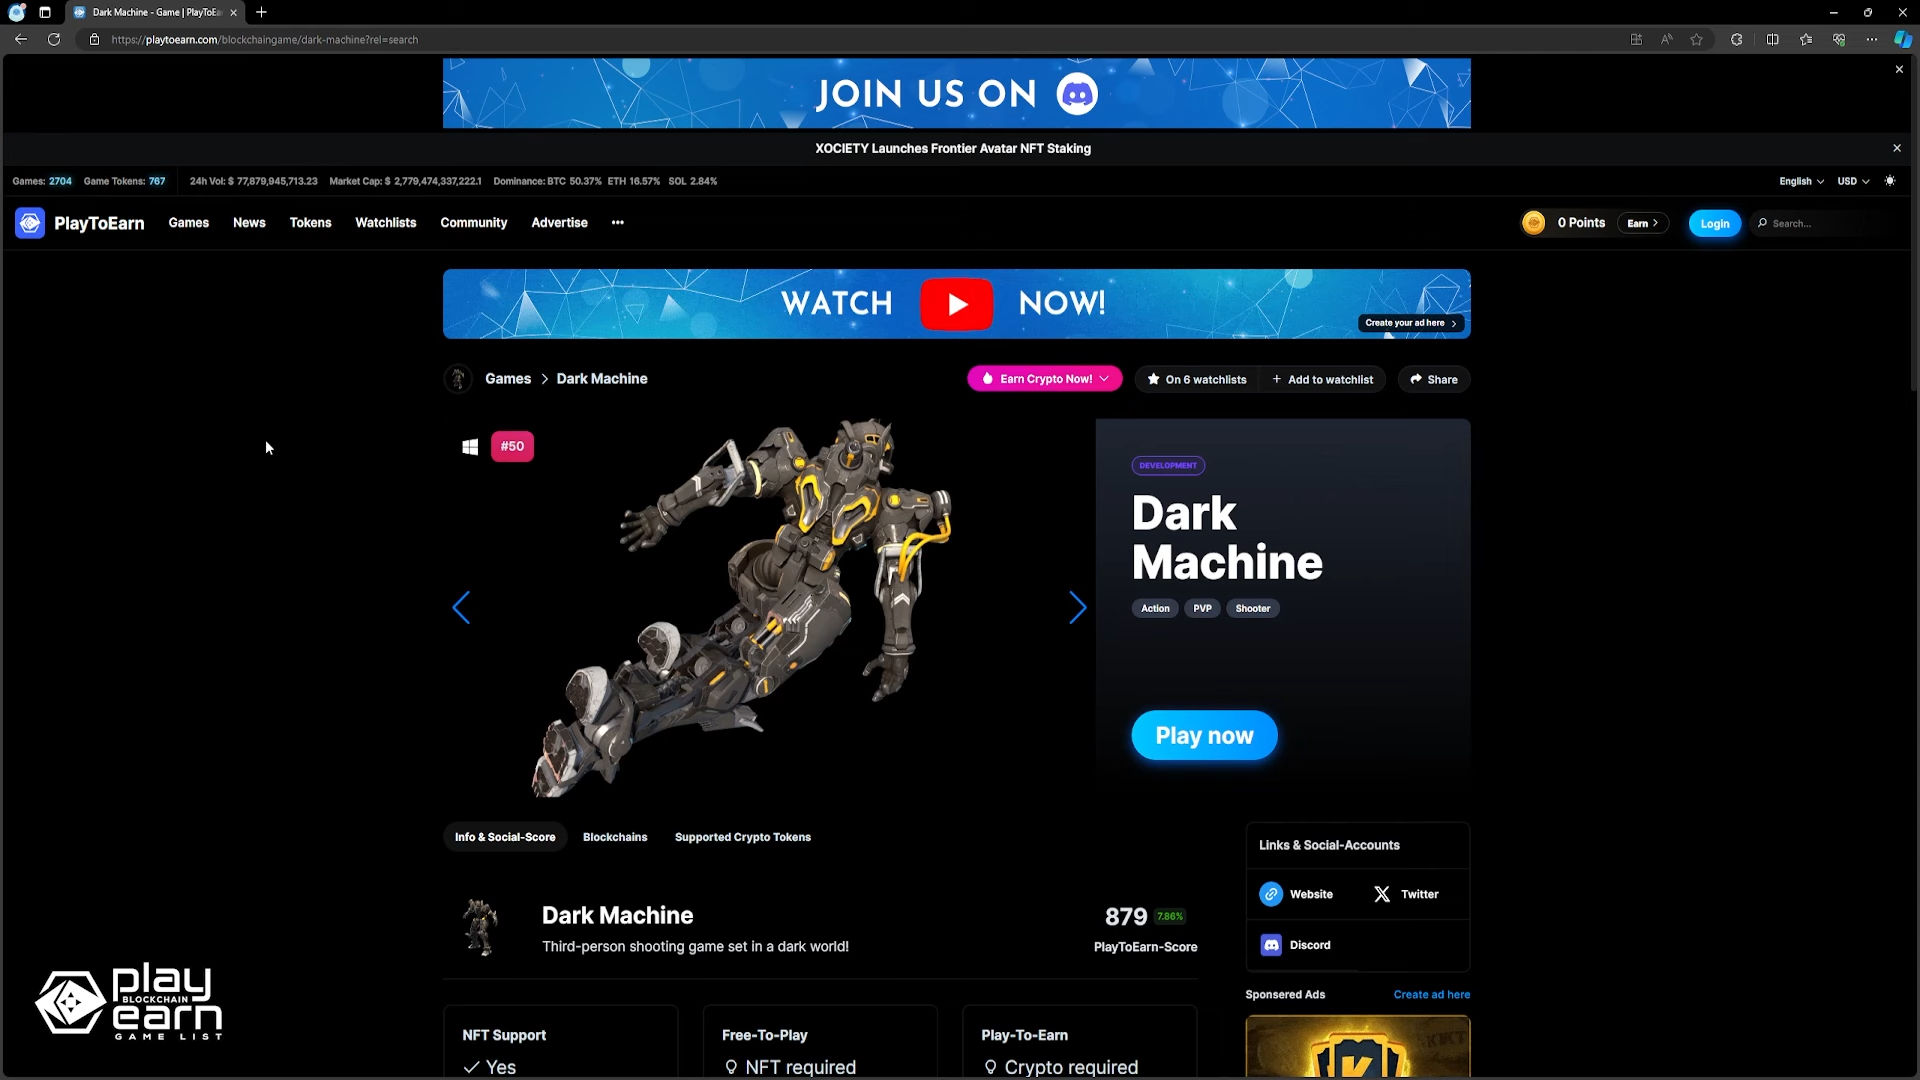 Dark Machine - Game | PlayToEa
https://playtoearn.com/blockchaingame/dark-machine?rel=search
JOIN US ON
XOCIETY Launches Frontier Avatar NFT Staking
Games: 2704 Game Tokens: 767 24h Vol: $ 77,879,945,713.23 Market Cap: $ 2,779,474,337,222.1 Dominance: BTC 50.37% ETH 16.57% SOL 2.84% English USD
PlayToEarn Games News Tokens Watchlists Community Advertise ••• 0 Points Earn Login Search...
WATCH NOW!
Create your ad here
Games > Dark Machine Earn Crypto Now! On 6 watchlists + Add to watchlist Share
#50
DEVELOPMENT
Dark
Machine
Action PVP Shooter
Play now
Info & Social-Score Blockchains Supported Crypto Tokens
Links & Social-Accounts
Website Twitter
Discord
Dark Machine
Third-person shooting game set in a dark world!
879 7.86%
PlayToEarn-Score
Sponsered Ads Create ad here
NFT Support
Yes
Free-To-Play
NFT required
Play-To-Earn
Crypto required
play
BLOCKCHAIN
earn
GAME LIST